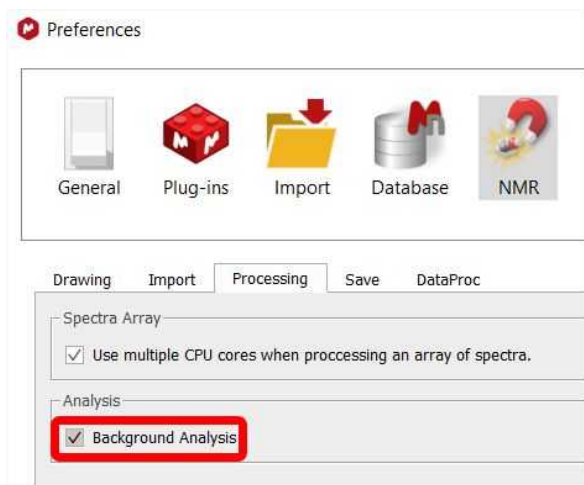 Preferences
General Plug-ins Import Database NMR
Drawing Import Processing Save DataProc
Spectra Array
Use multiple CPU cores when proccessing an array of spectra.
Analysis
Background Analysis